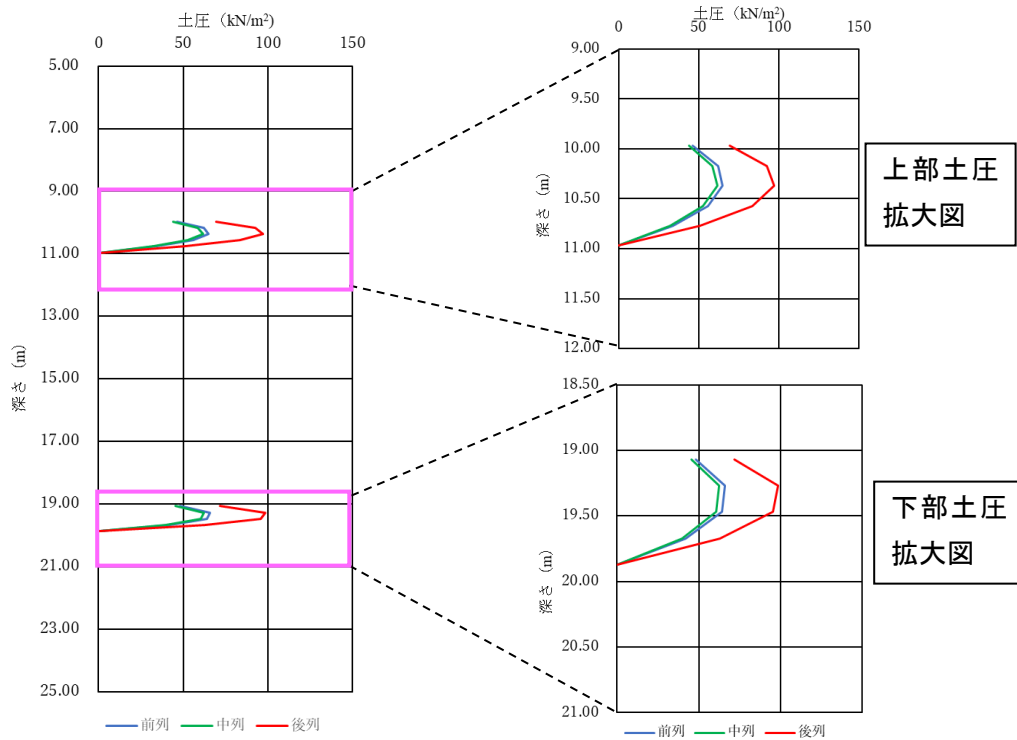 土圧（kN/m²)
0 50 100 150
5.00
7.00
9.00
11.00
13.00
15.00
17.00
19.00
21.00
23.00
25.00
深さ（m）
前列 中列 後列
土圧（kN/m²)
0 50 100 150
9.00
9.50
10.00
10.50
11.00
11.50
12.00
深さ（m）
上部土圧
拡大図
18.50
19.00
19.50
20.00
20.50
21.00
深さ（m）
前列 中列 後列
下部土圧
拡大図